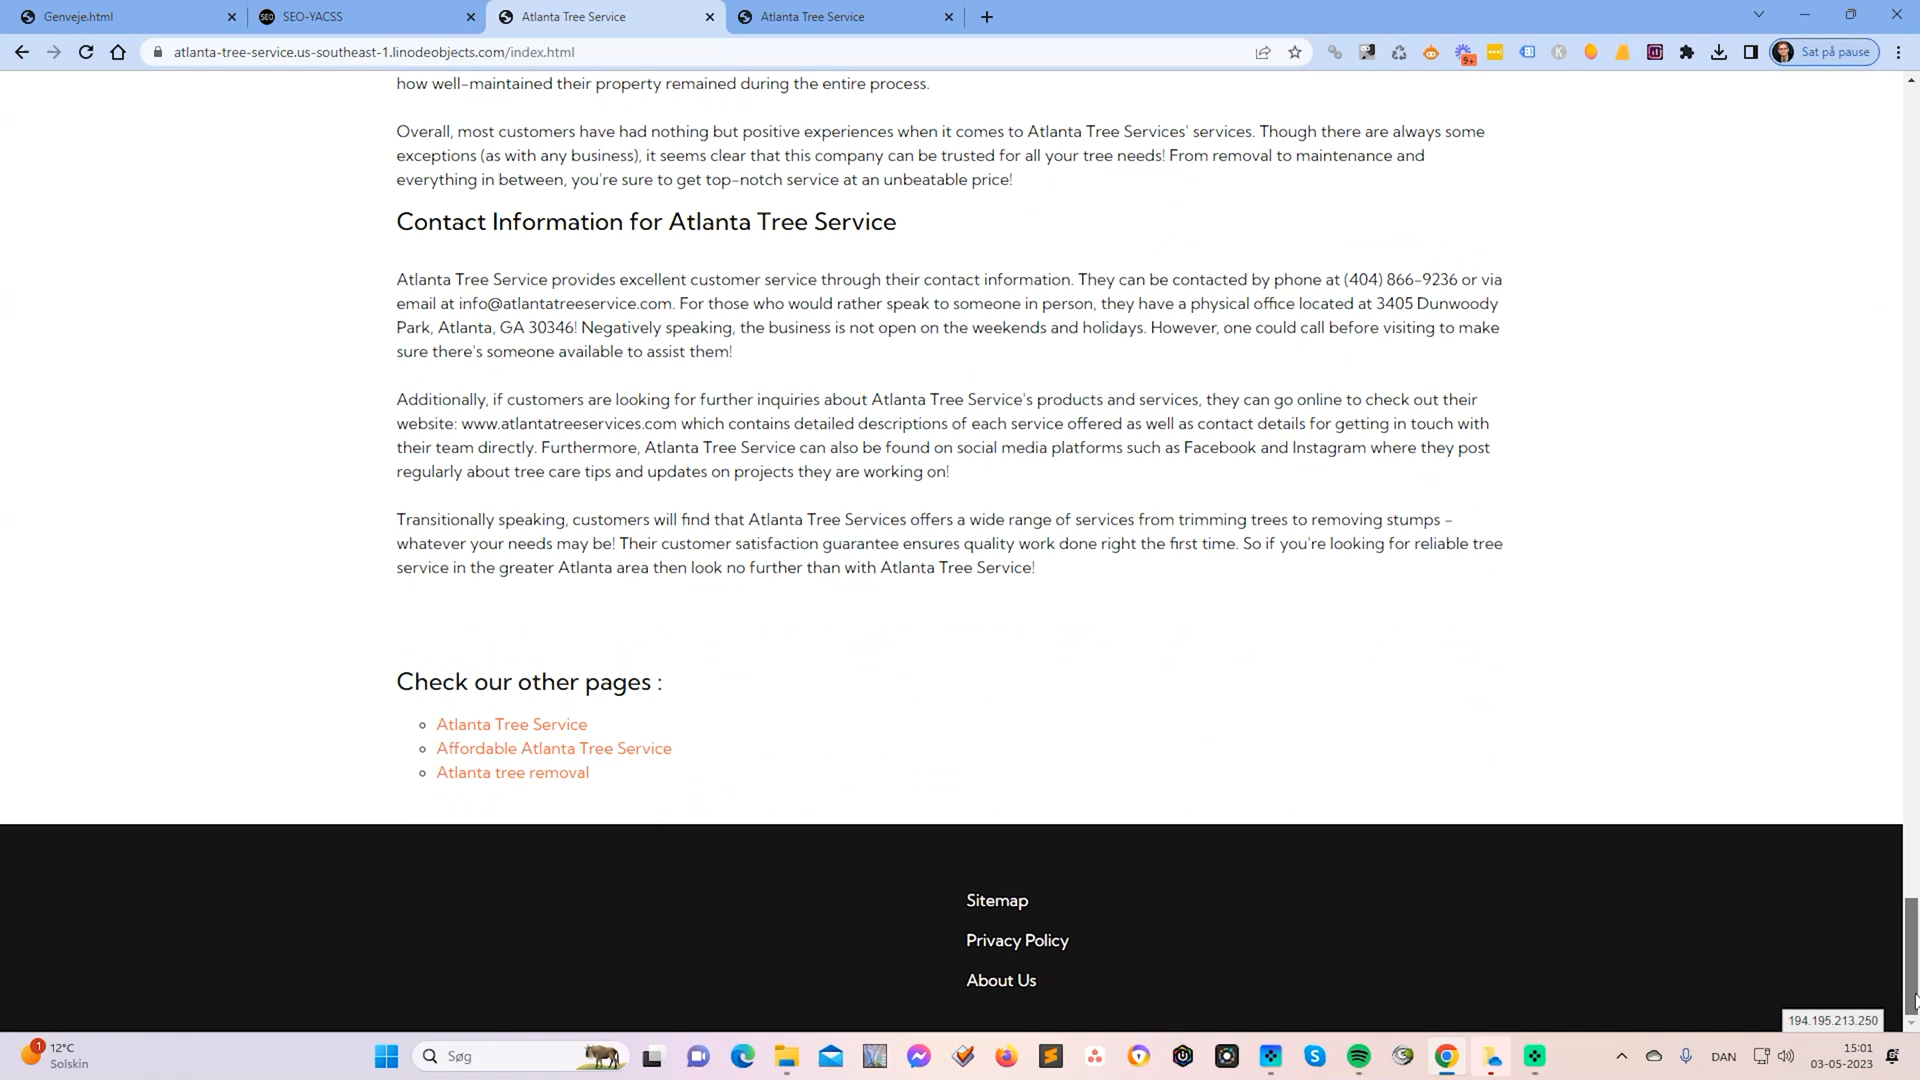 Genveje.html
SEO-YACSS
Atlanta Tree Service
Atlanta Tree Service
atlanta-tree-service.us-southeast-1.linodeobjects.com/index.html
9+
Sat på pause
how well-maintained their property remained during the entire process.
Overall, most customers have had nothing but positive experiences when it comes to Atlanta Tree Services' services. Though there are always some
exceptions (as with any business), it seems clear that this company can be trusted for all your tree needs! From removal to maintenance and
everything in between, you're sure to get top-notch service at an unbeatable price!
Contact Information for Atlanta Tree Service
Atlanta Tree Service provides excellent customer service through their contact information. They can be contacted by phone at (404) 866-9236 or via
email at info@atlantatreeservice.com. For those who would rather speak to someone in person, they have a physical office located at 3405 Dunwoody
Park, Atlanta, GA 30346! Negatively speaking, the business is not open on the weekends and holidays. However, one could call before visiting to make
sure there's someone available to assist them!
Additionally, if customers are looking for further inquiries about Atlanta Tree Service's products and services, they can go online to check out their
website: www.atlantatreeservices.com which contains detailed descriptions of each service offered as well as contact details for getting in touch with
their team directly. Furthermore, Atlanta Tree Service can also be found on social media platforms such as Facebook and Instagram where they post
regularly about tree care tips and updates on projects they are working on!
Transitionally speaking, customers will find that Atlanta Tree Services offers a wide range of services from trimming trees to removing stumps -
whatever your needs may be! Their customer satisfaction guarantee ensures quality work done right the first time. So if you're looking for reliable tree
service in the greater Atlanta area then look no further than with Atlanta Tree Service!
Check our other pages :
Atlanta Tree Service
Affordable Atlanta Tree Service
Atlanta tree removal
Sitemap
Privacy Policy
About Us
194.195.213.250
1
12°C
Solskin
Søg
DAN
15:01
03-05-2023